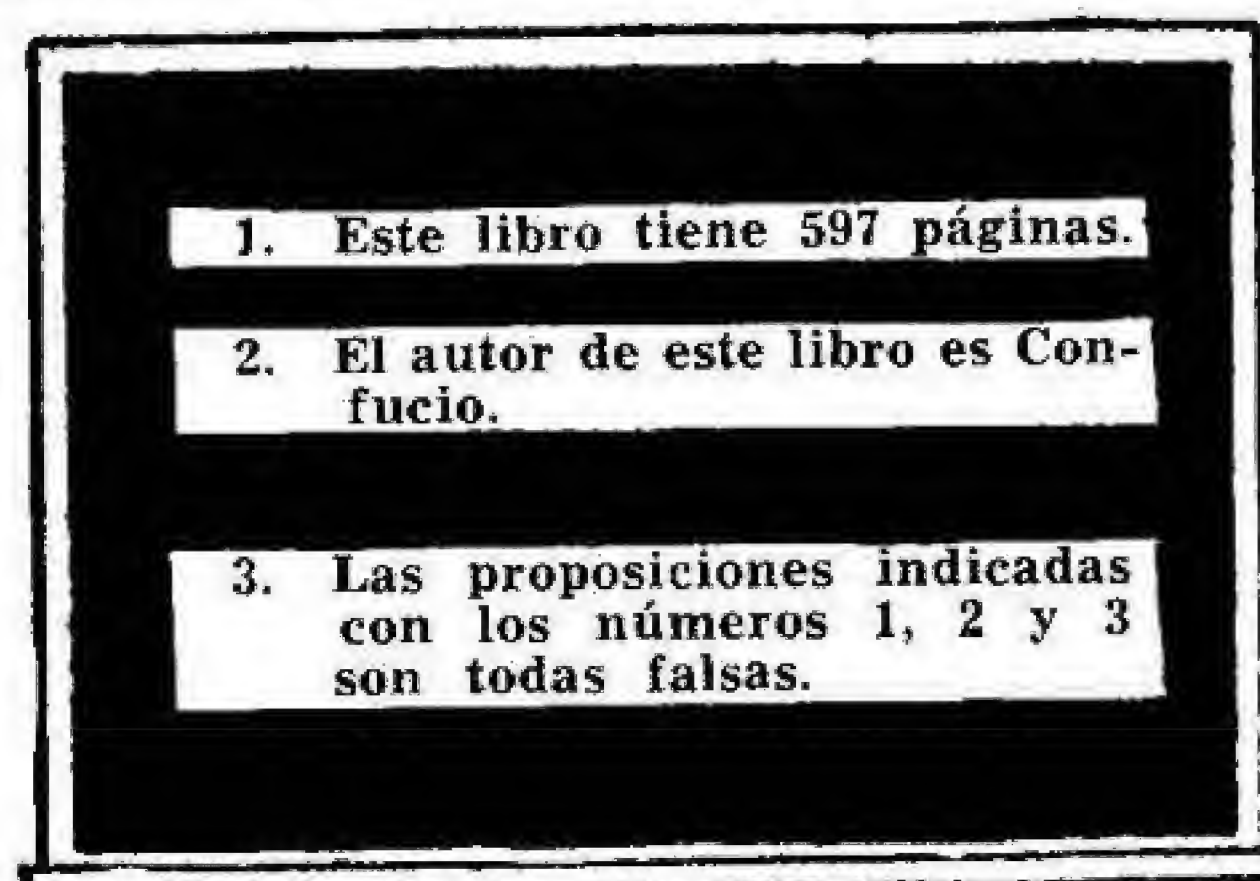 1. Este libro tiene 597 páginas.
2. El autor de este libro es Con-
fucio.
3. Las proposiciones indicadas
con los números 1, 2 y 3
son todas falsas.